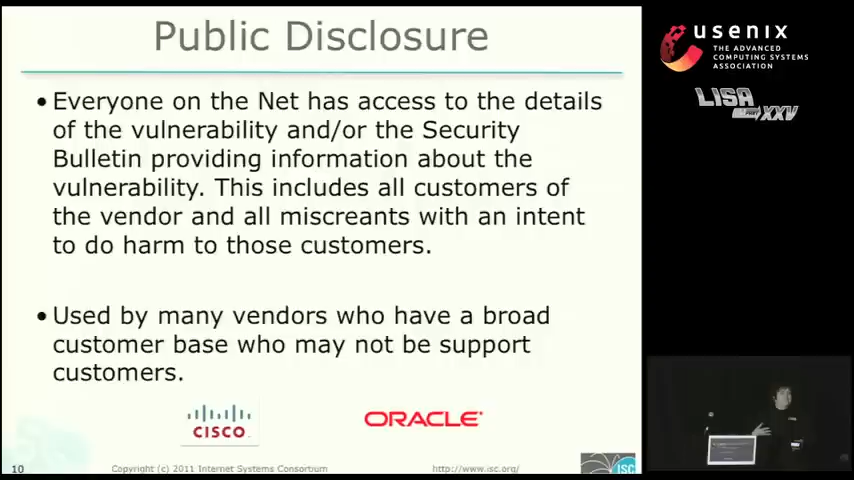 Public Disclosure
•Everyone on the Net has access to the details
of the vulnerability and/or the Security
Bulletin providing information about the
vulnerability. This includes all customers of
the vendor and all miscreants with an intent
to do harm to those customers.
•Used by many vendors who have a broad
customer base who may not be support
customers.
CISCO
ORACLE
10
Copyright (c) 2011 Internet Systems Consortium
http://www.isc.org/
ISC
usenix
THE ADVANCED
COMPUTING SYSTEMS
ASSOCIATION
LISA
XXV